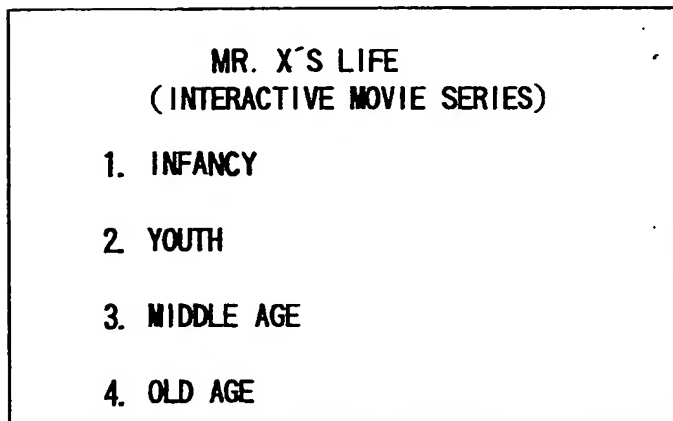 MR. X´S LIFE
(INTERACTIVE MOVIE SERIES)
1. INFANCY
2. YOUTH
3. MIDDLE AGE
4. OLD AGE